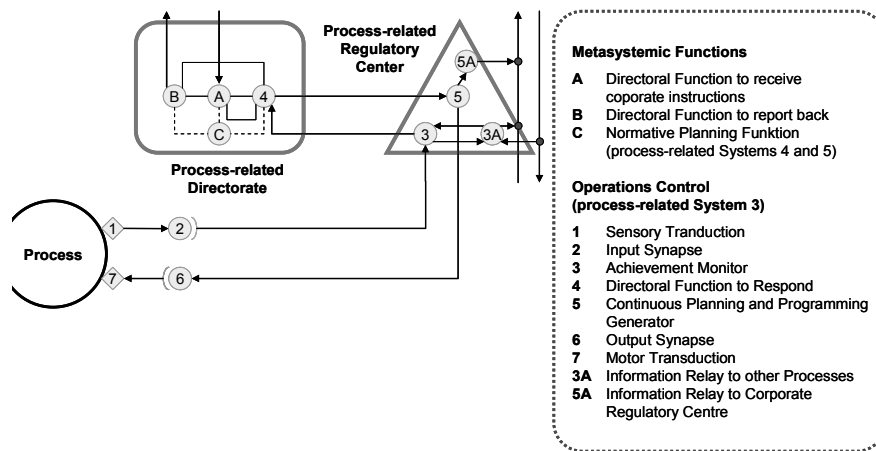 Process-related
Regulatory
Center
5A
B
A
4
5
C
3
3A
Process-related
Directorate
1
2
Process
7
6
Metasystemic Functions
A Directoral Function to receive
coporate instructions
B Directoral Function to report back
C Normative Planning Funktion
(process-related Systems 4 and 5)
Operations Control
(process-related System 3)
1 Sensory Tranduction
2 Input Synapse
3 Achievement Monitor
4 Directoral Function to Respond
5 Continuous Planning and Programming
Generator
6 Output Synapse
7 Motor Transduction
3A Information Relay to other Processes
5A Information Relay to Corporate
Regulatory Centre